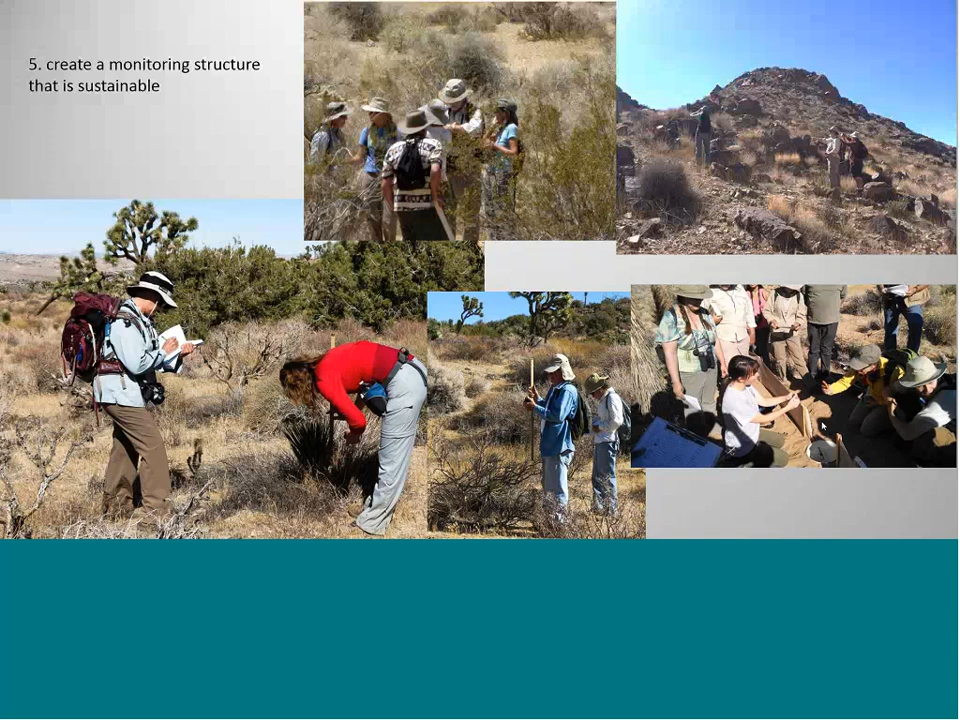 5. create a monitoring structure
that is sustainable